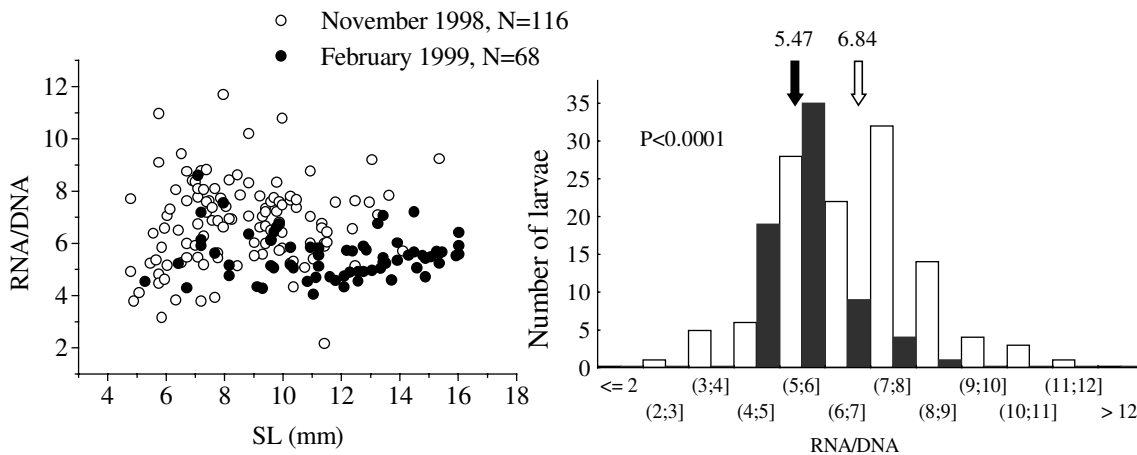 November 1998, N=116
February 1999, N=68
12
10
8
6
4
2
RNA/DNA
4 6 8 10 12 14 16 18
SL (mm)
5.47 6.84
P<0.0001
35
30
25
20
15
10
5
0
Number of larvae
<= 2 (3;4] (5;6] (7;8] (9;10] (11;12]
(2;3] (4;5] (6;7] (8;9] (10;11] > 12
RNA/DNA